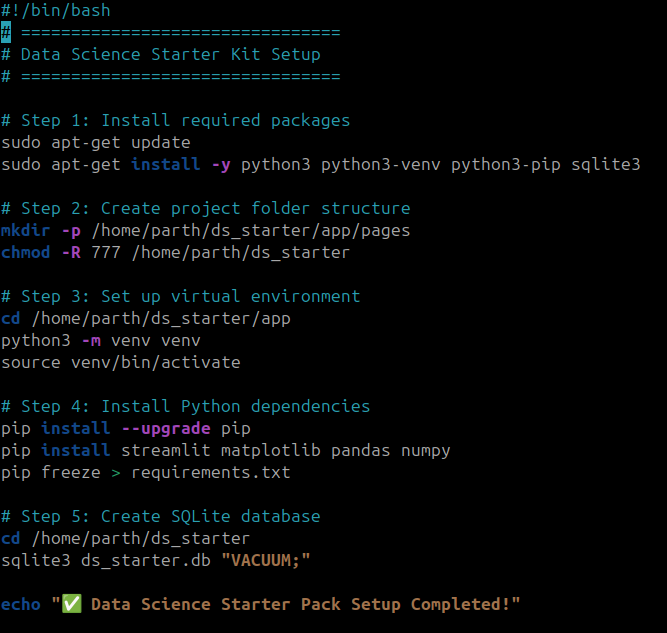 #!/bin/bash
# ================================
# Data Science Starter Kit Setup
# ================================
# Step 1: Install required packages
sudo apt-get update
sudo apt-get install -y python3 python3-venv python3-pip sqlite3
# Step 2: Create project folder structure
mkdir -p /home/parth/ds_starter/app/pages
chmod -R 777 /home/parth/ds_starter
# Step 3: Set up virtual environment
cd /home/parth/ds_starter/app
python3 -m venv venv
source venv/bin/activate
# Step 4: Install Python dependencies
pip install --upgrade pip
pip install streamlit matplotlib pandas numpy
pip freeze > requirements.txt
# Step 5: Create SQLite database
cd /home/parth/ds_starter
sqlite3 ds_starter.db "VACUUM;"
echo "✅ Data Science Starter Pack Setup Completed!"